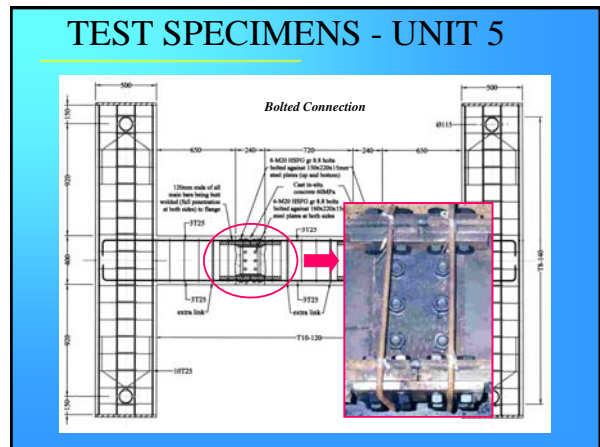 TEST SPECIMENS - UNIT 5
500
500
Bolted Connection
150
Ø115
650
240
720
240
650
920
6-M20 HSFG gr 8.8 bolts
bolted against 150x220x15mm
steel plates (up and bottom)
120mm ends of all
main bars being butt
welded (full penetration
at both sides) to flange
Cast in-situ
concrete 60MPa
6-M20 HSFG gr 8.8 bolts
bolted against 160x220x15
steel plates at both sides
3T25
3T25
400
T8-140
3T25
3T25
extra link
extra link
920
T10-120
10T25
150